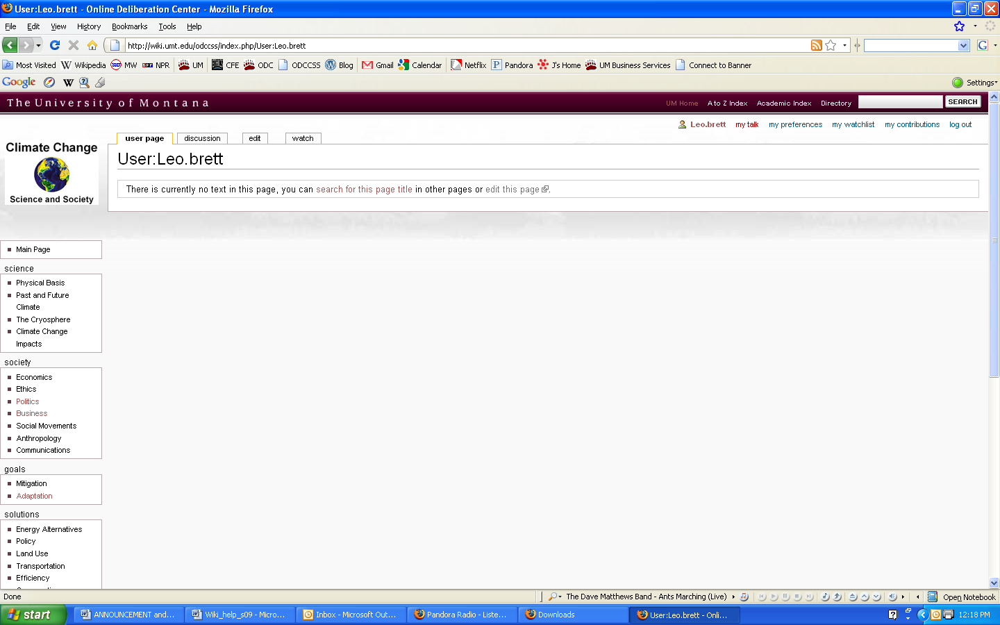 User:Leo.brett - Online Deliberation Center - Mozilla Firefox
File Edit View History Bookmarks Tools Help
http://wiki.umt.edu/odccss/index.php/User:Leo.brett
G
Most Visited Wikipedia MW NPR UM CFE ODC ODCCSS Blog Gmail Calendar Netflix Pandora J's Home UM Business Services Connect to Banner
Google W Settings
The University of Montana UM Home A to Z Index Academic Index Directory SEARCH
Leo.brett my talk my preferences my watchlist my contributions log out
user page discussion edit watch
Climate Change
Science and Society
User:Leo.brett
There is currently no text in this page, you can search for this page title in other pages or edit this page.
Main Page
science
Physical Basis
Past and Future
Climate
The Cryosphere
Climate Change
Impacts
society
Economics
Ethics
Politics
Business
Social Movements
Anthropology
Communications
goals
Mitigation
Adaptation
solutions
Energy Alternatives
Policy
Land Use
Transportation
Efficiency
Done The Dave Matthews Band - Ants Marching (Live) Open Notebook
start ANNOUNCEMENT and... Wiki_help_s09 - Micro... Inbox - Microsoft Out... Pandora Radio - Liste... Downloads User:Leo.brett - Onli... 12:18 PM